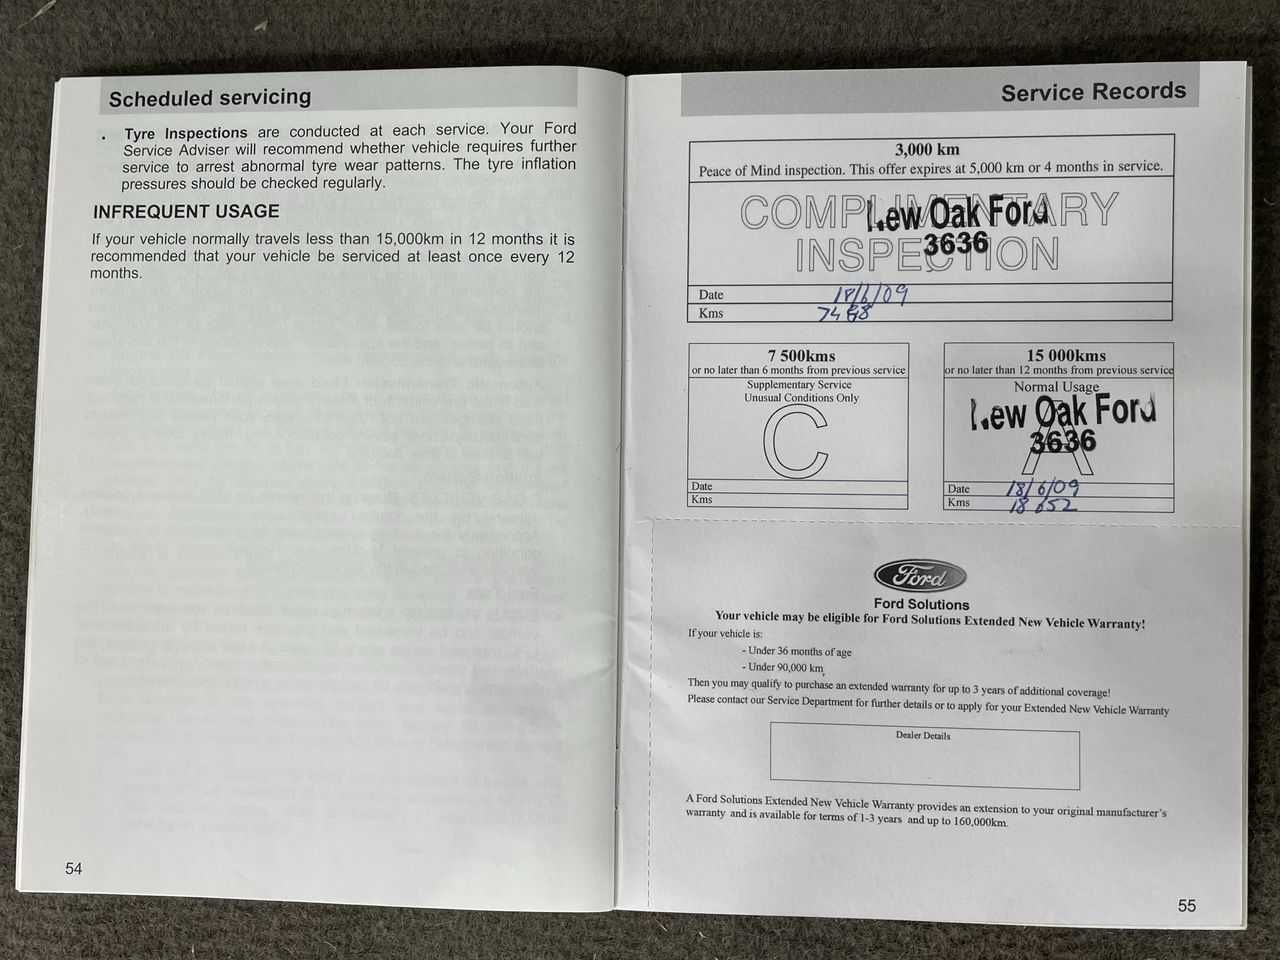 Scheduled servicing
. Tyre Inspections are conducted at each service. Your Ford
Service Adviser will recommend whether vehicle requires further
service to arrest abnormal tyre wear patterns. The tyre inflation
pressures should be checked regularly.
INFREQUENT USAGE
If your vehicle normally travels less than 15,000km in 12 months it is
recommended that your vehicle be serviced at least once every 12
months.
54
Service Records
3,000 km
Peace of Mind inspection. This offer expires at 5,000 km or 4 months in service.
COMPLIMENTARY
INSPECTION
Lew Oak Ford
3636
Date 18/6/09
Kms
7 500kms
or no later than 6 months from previous service
Supplementary Service
Unusual Conditions Only
C
Date
Kms
15 000kms
or no later than 12 months from previous service
Normal Usage
A
Lew Oak Ford
3636
Date 18/6/09
Kms 18 652
Ford
Ford Solutions
Your vehicle may be eligible for Ford Solutions Extended New Vehicle Warranty!
If your vehicle is:
- Under 36 months of age
- Under 90,000 km
Then you may qualify to purchase an extended warranty for up to 3 years of additional coverage!
Please contact our Service Department for further details or to apply for your Extended New Vehicle Warranty
Dealer Details
A Ford Solutions Extended New Vehicle Warranty provides an extension to your original manufacturer's
warranty and is available for terms of 1-3 years and up to 160,000km.
55